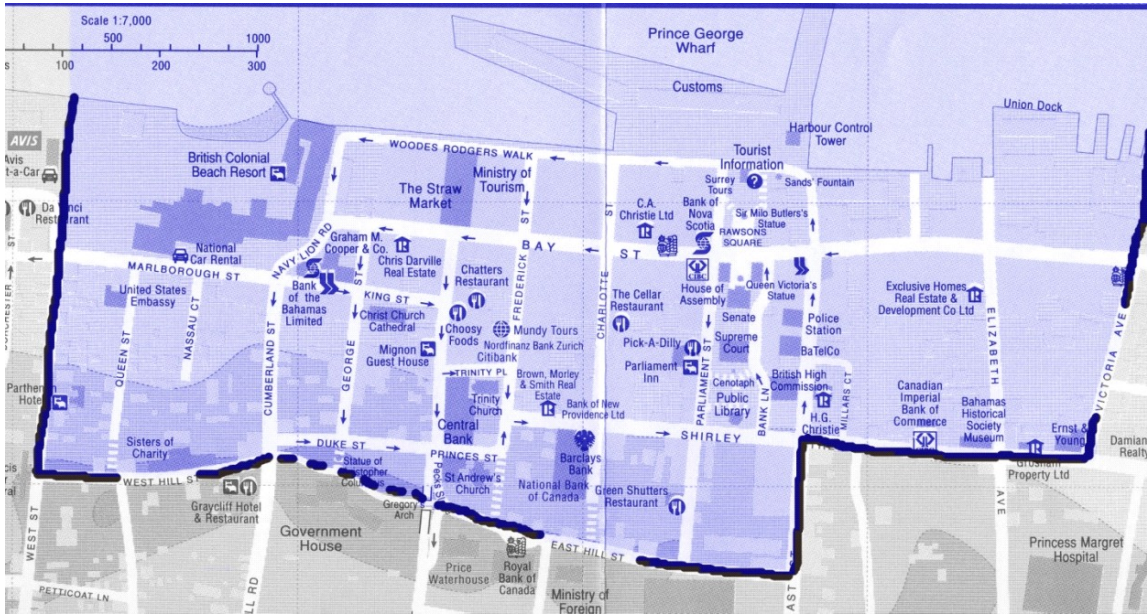 Scale 1:7,000
500
1000
100
200
300
Prince George
Wharf
Customs
Union Dock
AVIS
Avis
t-a-Car
Da Vinci
Restaurant
British Colonial
Beach Resort
WOODES RODGERS WALK
The Straw
Market
Ministry of
Tourism
Harbour Control
Tower
Tourist
Information
?
Surrey
Tours
Sands' Fountain
C.A.
Christie Ltd
Bank of
Nova
Scotia
Sir Milo Butlers's
Statue
RAWSONS
SQUARE
National
Car Rental
NAVY LION RD
Graham M.
Cooper & Co.
Chris Darville
Real Estate
BAY
ST
ST
ST
MARLBOROUGH ST
United States
Embassy
Bank
of the
Bahamas
Limited
KING ST
Christ Church
Cathedral
Chatters
Restaurant
FREDERICK
CHARLOTTE
CIBC
House of
Assembly
Queen Victoria's
Statue
Exclusive Homes
Real Estate &
Development Co Ltd
VICTORIA AVE
ELIZABETH
The Cellar
Restaurant
Senate
Police
Station
Choosy
Foods
Mundy Tours
Nordfinanz Bank Zurich
Citibank
Mignon
Guest House
Pick-A-Dilly
Supreme
Court
BaTelCo
QUEEN ST
NASSAU CT
CUMBERLAND ST
GEORGE
ST
TRINITY PL
Parliament
Inn
PARLIAMENT ST
British High
Commission
Parthenon
Hotel
Trinity
Church
Brown, Morley
& Smith Real
Estate
Bank of New
Providence Ltd
Cenolaph
Public
Library
BANK LN
MILLARS CT
H.G.
Christie
Canadian
Imperial
Bank of
Commerce
Bahamas
Historical
Society
Museum
Ernst &
Young
Damian
Realty
Central
Bank
SHIRLEY
DUKE ST
PRINCES ST
Sisters of
Charity
Statue of
St Andrew's
Church
Barclays
Bank
National Bank
of Canada
WEST HILL ST
Graycliff Hotel
& Restaurant
Gregory
Arch
Green Shutters
Restaurant
Property Ltd
AVE
WEST ST
Government
House
EAST HILL ST
Price
Waterhouse
Royal
Bank of
Canada
Ministry of
Foreign
Princess Margret
Hospital
PETTICOAT LN